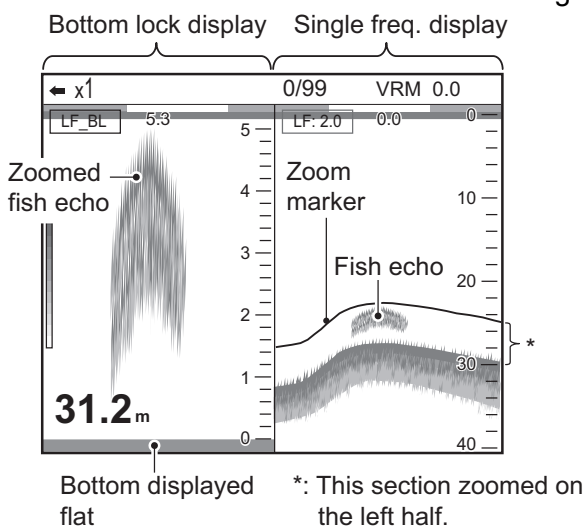 Bottom lock display
Single freq. display
← x1
0/99
VRM 0.0
LF_BL
5.3
LF: 2.0
0.0
Zoomed
fish echo
5
4
3
2
1
0
31.2 m
Zoom
marker
Fish echo
0
10
20
30
40
*
Bottom displayed
flat
*: This section zoomed on
the left half.